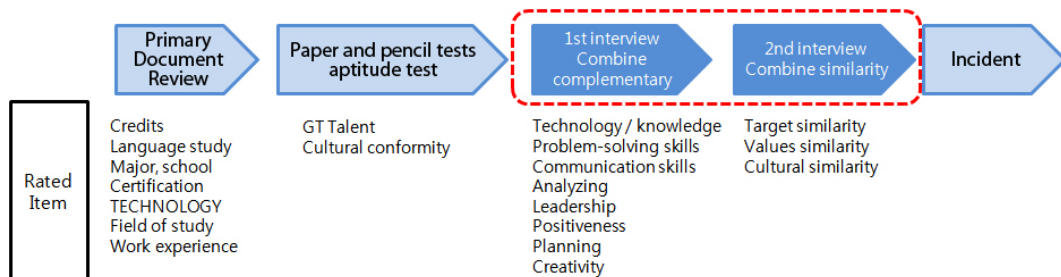 Primary
Document
Review
Paper and pencil tests
aptitude test
1st interview
Combine
complementary
2nd interview
Combine similarity
Incident
Rated
Item
Credits
Language study
Major, school
Certification
TECHNOLOGY
Field of study
Work experience
GT Talent
Cultural conformity
Technology / knowledge
Problem-solving skills
Communication skills
Analyzing
Leadership
Positiveness
Planning
Creativity
Target similarity
Values similarity
Cultural similarity